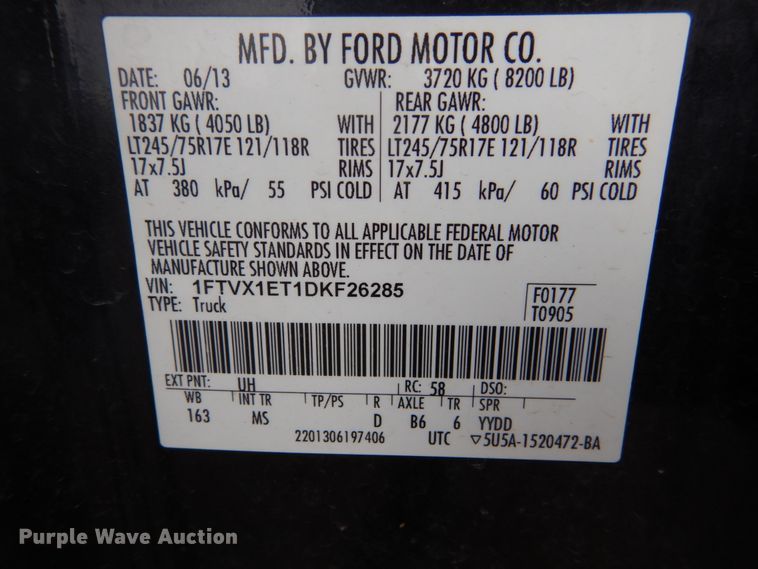 MFD. BY FORD MOTOR CO.
DATE: 06/13 GVWR: 3720 KG ( 8200 LB)
FRONT GAWR: REAR GAWR:
1837 KG ( 4050 LB) WITH 2177 KG ( 4800 LB) WITH
LT245/75R17E 121/118R TIRES LT245/75R17E 121/118R TIRES
17x7.5J RIMS 17x7.5J RIMS
AT 380 kPa/ 55 PSI COLD AT 415 kPa/ 60 PSI COLD
THIS VEHICLE CONFORMS TO ALL APPLICABLE FEDERAL MOTOR
VEHICLE SAFETY STANDARDS IN EFFECT ON THE DATE OF
MANUFACTURE SHOWN ABOVE.
VIN: 1FTVX1ET1DKF26285 F0177
TYPE: Truck T0905
EXT PNT: UH RC: 58 DSO:
WB INT TR TP/PS R AXLE TR SPR
163 MS D B6 6 YYDD
2201306197406 UTC ▽5U5A-1520472-BA
Purple Wave Auction